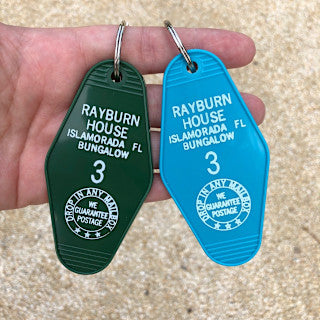 RAYBURN
HOUSE
ISLAMORADA FL
BUNGALOW
3
DROP IN ANY MAILBOX
WE
GUARANTEE
POSTAGE
RAYBURN
HOUSE
ISLAMORADA FL
BUNGALOW
3
DROP IN ANY MAILBOX
WE
GUARANTEE
POSTAGE